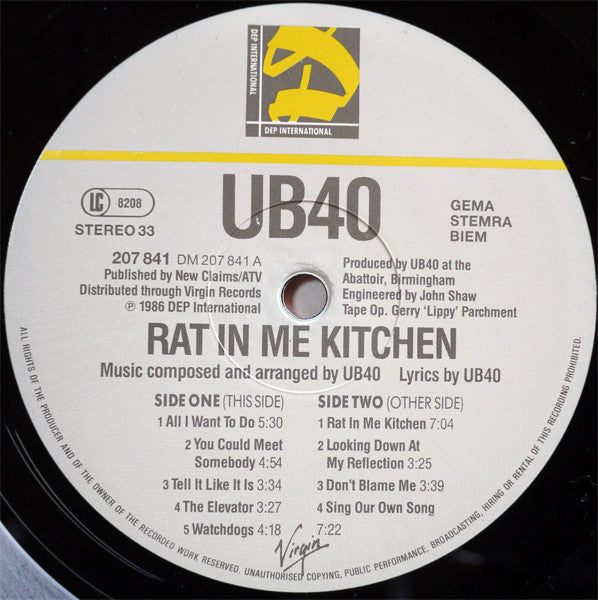 DEP INTERNATIONAL
DEP INTERNATIONAL
DEP INTERNATIONAL
UB40
LC 8208
STEREO 33
GEMA
STEMRA
BIEM
207 841 DM 207 841 A
Published by New Claims/ATV
Distributed through Virgin Records
℗ 1986 DEP International
Produced by UB40 at the
Abattoir, Birmingham
Engineered by John Shaw
Tape Op. Gerry 'Lippy' Parchment
RAT IN ME KITCHEN
Music composed and arranged by UB40 Lyrics by UB40
SIDE ONE (THIS SIDE)
1 All I Want To Do 5:30
2 You Could Meet
Somebody 4:54
3 Tell It Like It Is 3:34
4 The Elevator 3:27
5 Watchdogs 4:18
SIDE TWO (OTHER SIDE)
1 Rat In Me Kitchen 7:04
2 Looking Down At
My Reflection 3:25
3 Don't Blame Me 3:39
4 Sing Our Own Song
7:22
Virgin
ALL RIGHTS OF THE PRODUCER AND OF THE OWNER OF THE RECORDED WORK RESERVED. UNAUTHORISED COPYING, PUBLIC PERFORMANCE, BROADCASTING, HIRING OR RENTAL OF THIS RECORDING PROHIBITED.